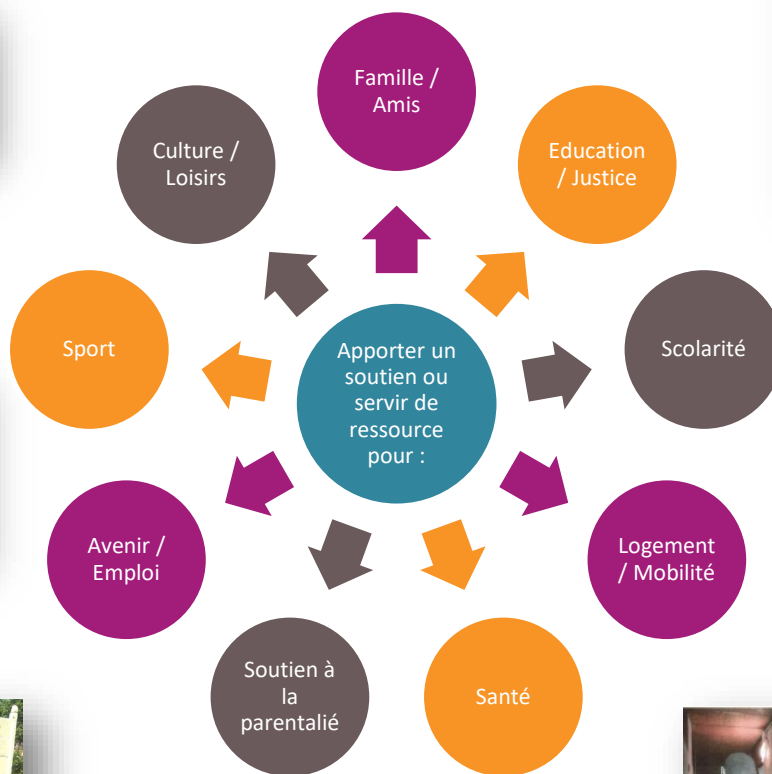 Famille /
Amis
Education
/ Justice
Scolarité
Logement
/ Mobilité
Santé
Soutien à
la
parentalié
Avenir /
Emploi
Sport
Culture /
Loisirs
Apporter un
soutien ou
servir de
ressource
pour :